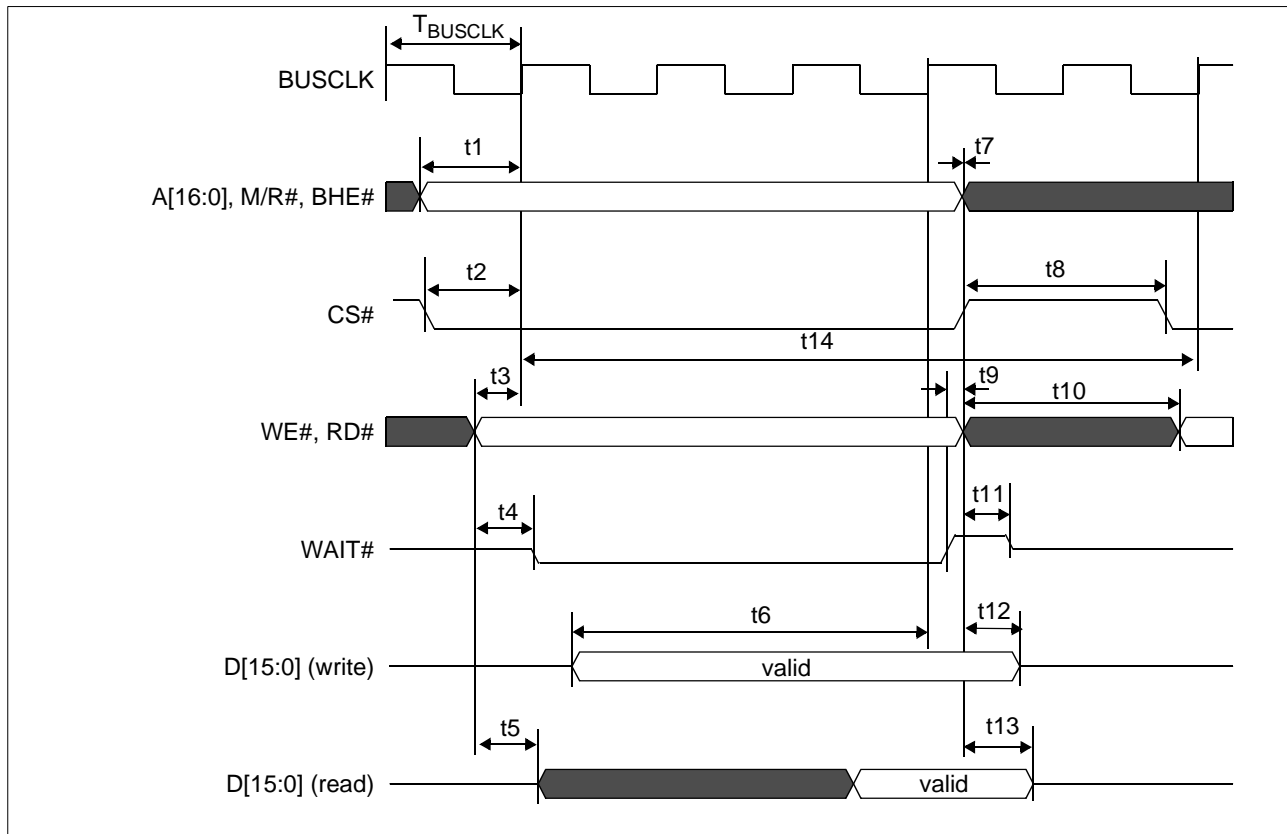 TBUSCLK
BUSCLK
t1
t7
A[16:0], M/R#, BHE#
t2
t8
CS#
t14
t3
t9
t10
WE#, RD#
t4
t11
WAIT#
t6
t12
D[15:0] (write)
valid
t5
t13
D[15:0] (read)
valid